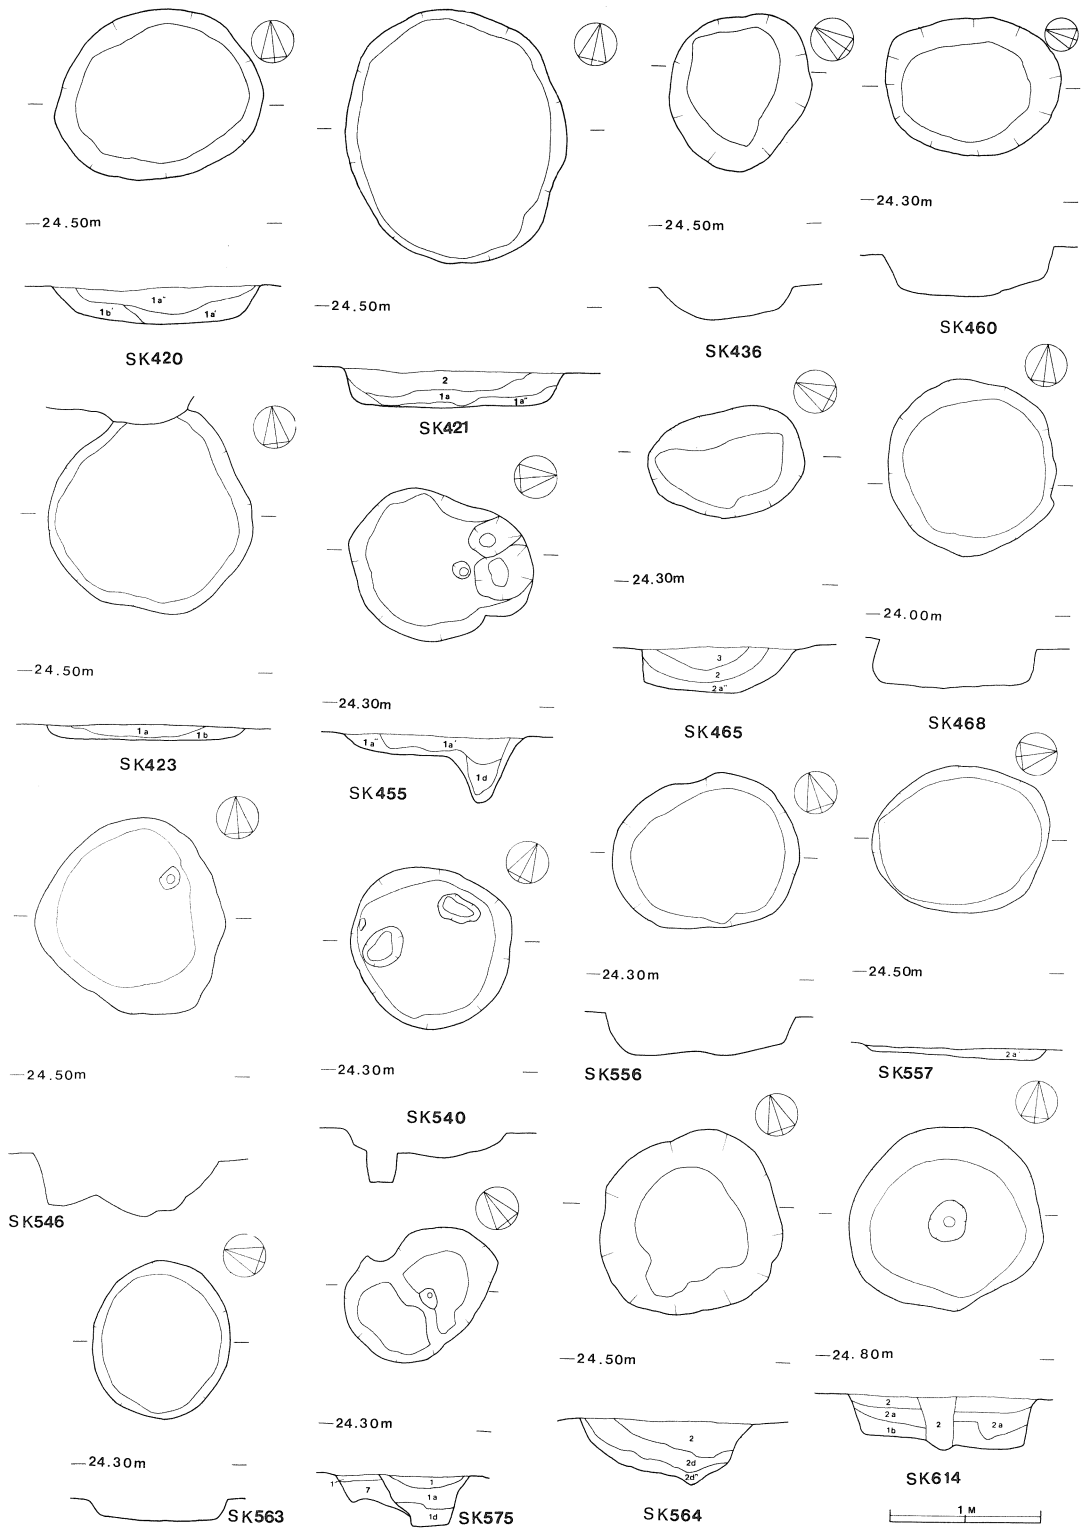 —24.50m
1a"
1b'
1a'
SK420
—24.50m
2
1a
1a"
SK421
—24.50m
SK436
—24.30m
SK460
—24.50m
1a
1b
SK423
—24.30m
1a"
1a'
1d
SK455
—24.30m
3
2
2a"
SK465
—24.00m
SK468
—24.50m
SK546
—24.30m
SK540
—24.30m
SK556
—24.50m
2a'
SK557
—24.30m
SK563
—24.30m
1'
7
1
1a
1d
SK575
—24.50m
2
2d
2d"
SK564
—24.80m
2
2a
1b
2
2a
SK614
1 M